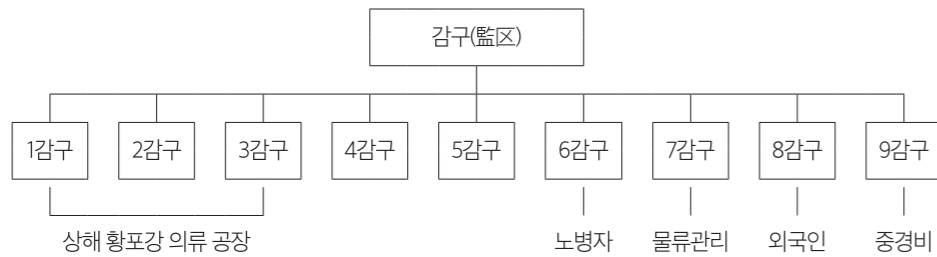 감구(監区)
1감구 2감구 3감구 4감구 5감구 6감구 7감구 8감구 9감구
상해 황포강 의류 공장 노병자 물류관리 외국인 중경비